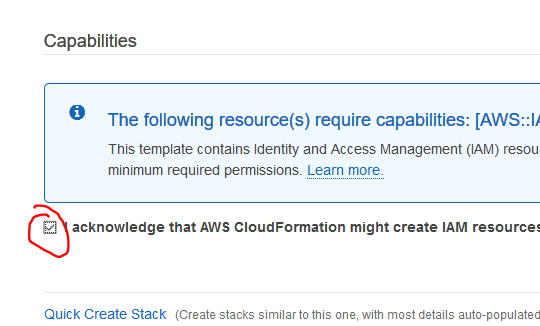 Capabilities
The following resource(s) require capabilities: [AWS::IA
This template contains Identity and Access Management (IAM) resou
minimum required permissions. Learn more.
I acknowledge that AWS CloudFormation might create IAM resources
Quick Create Stack (Create stacks similar to this one, with most details auto-populated